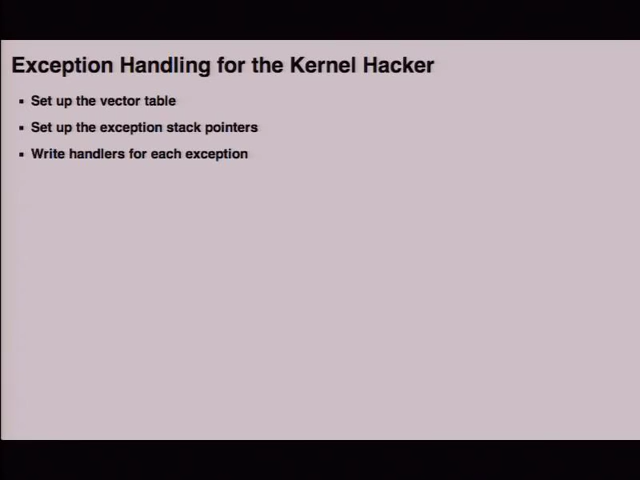 Exception Handling for the Kernel Hacker
Set up the vector table
Set up the exception stack pointers
Write handlers for each exception